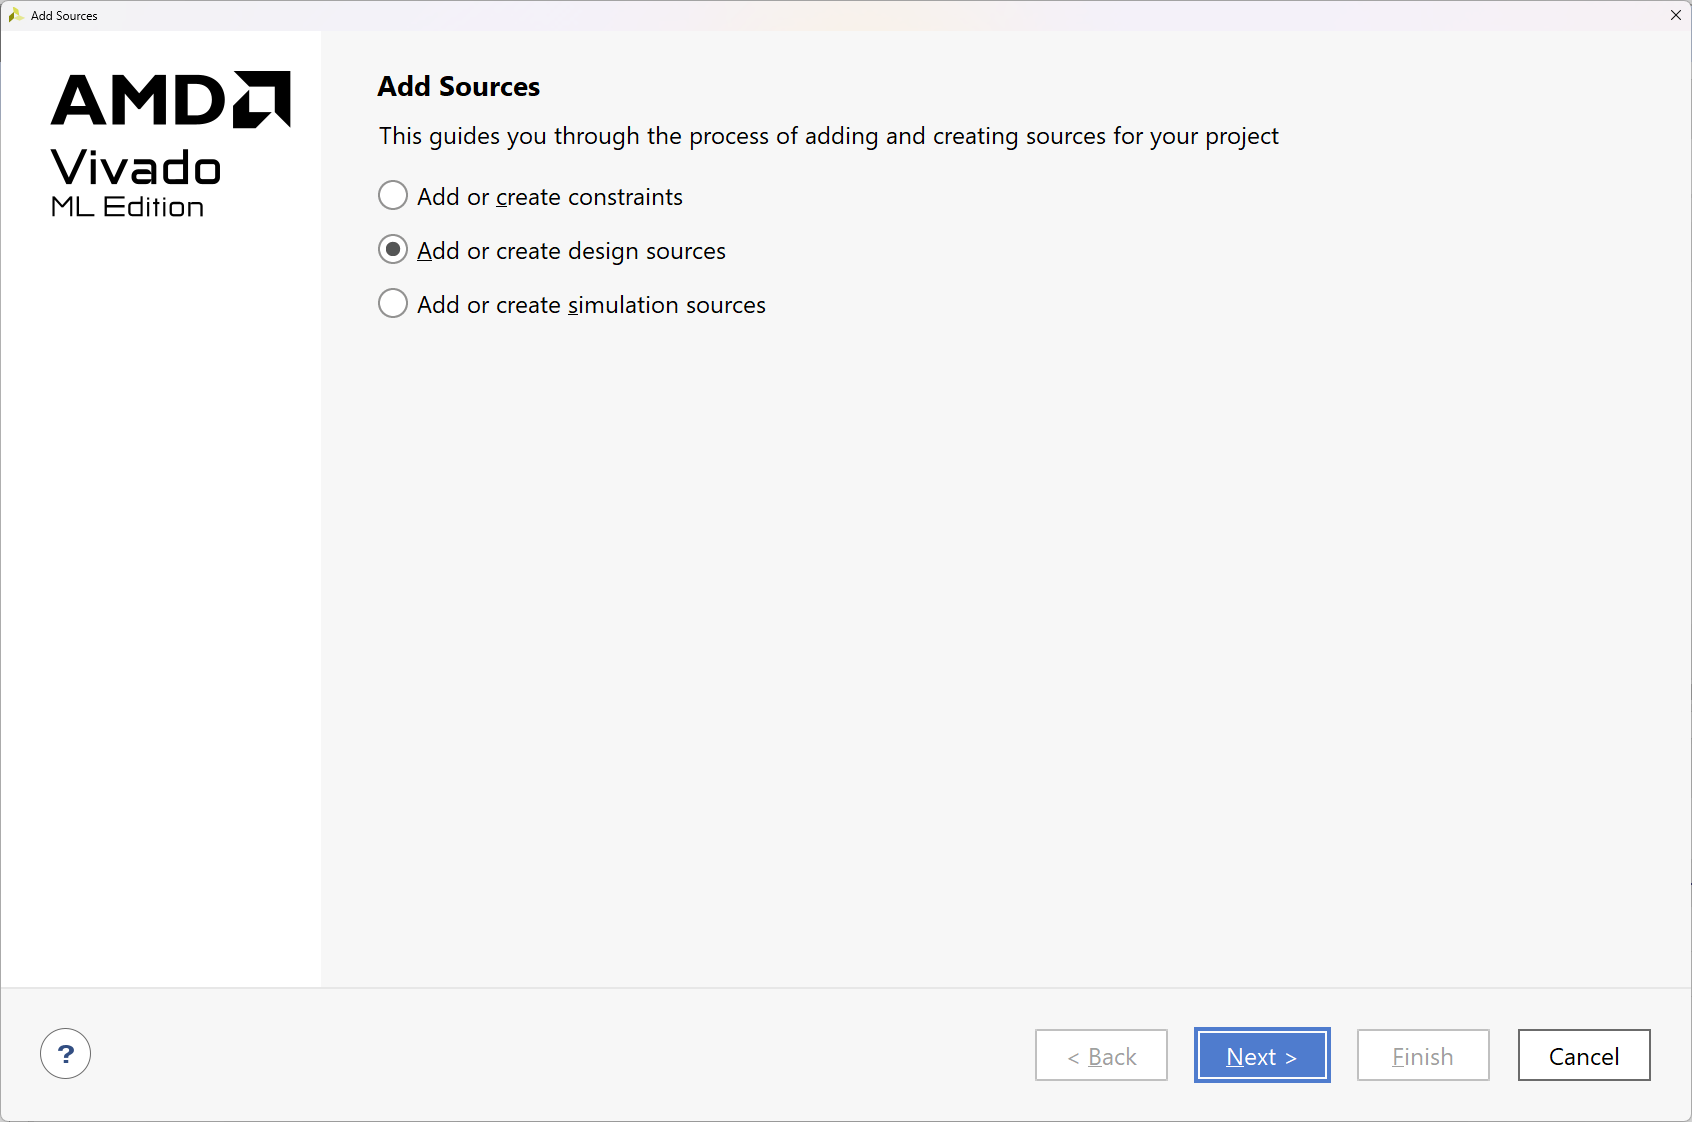 Add Sources
AMD
Vivado
ML Edition
Add Sources
This guides you through the process of adding and creating sources for your project
Add or create constraints
Add or create design sources
Add or create simulation sources
?
< Back
Next >
Finish
Cancel